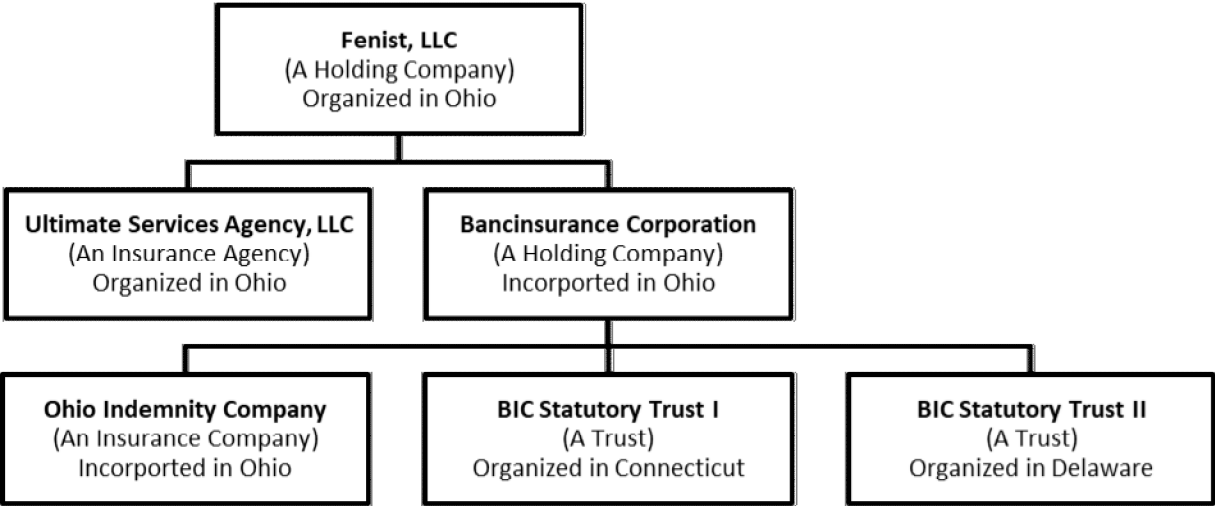 Fenist, LLC
(A Holding Company)
Organized in Ohio
Ultimate Services Agency, LLC
(An Insurance Agency)
Organized in Ohio
Bancinsurance Corporation
(A Holding Company)
Incorported in Ohio
Ohio Indemnity Company
(An Insurance Company)
Incorported in Ohio
BIC Statutory Trust I
(A Trust)
Organized in Connecticut
BIC Statutory Trust II
(A Trust)
Organized in Delaware